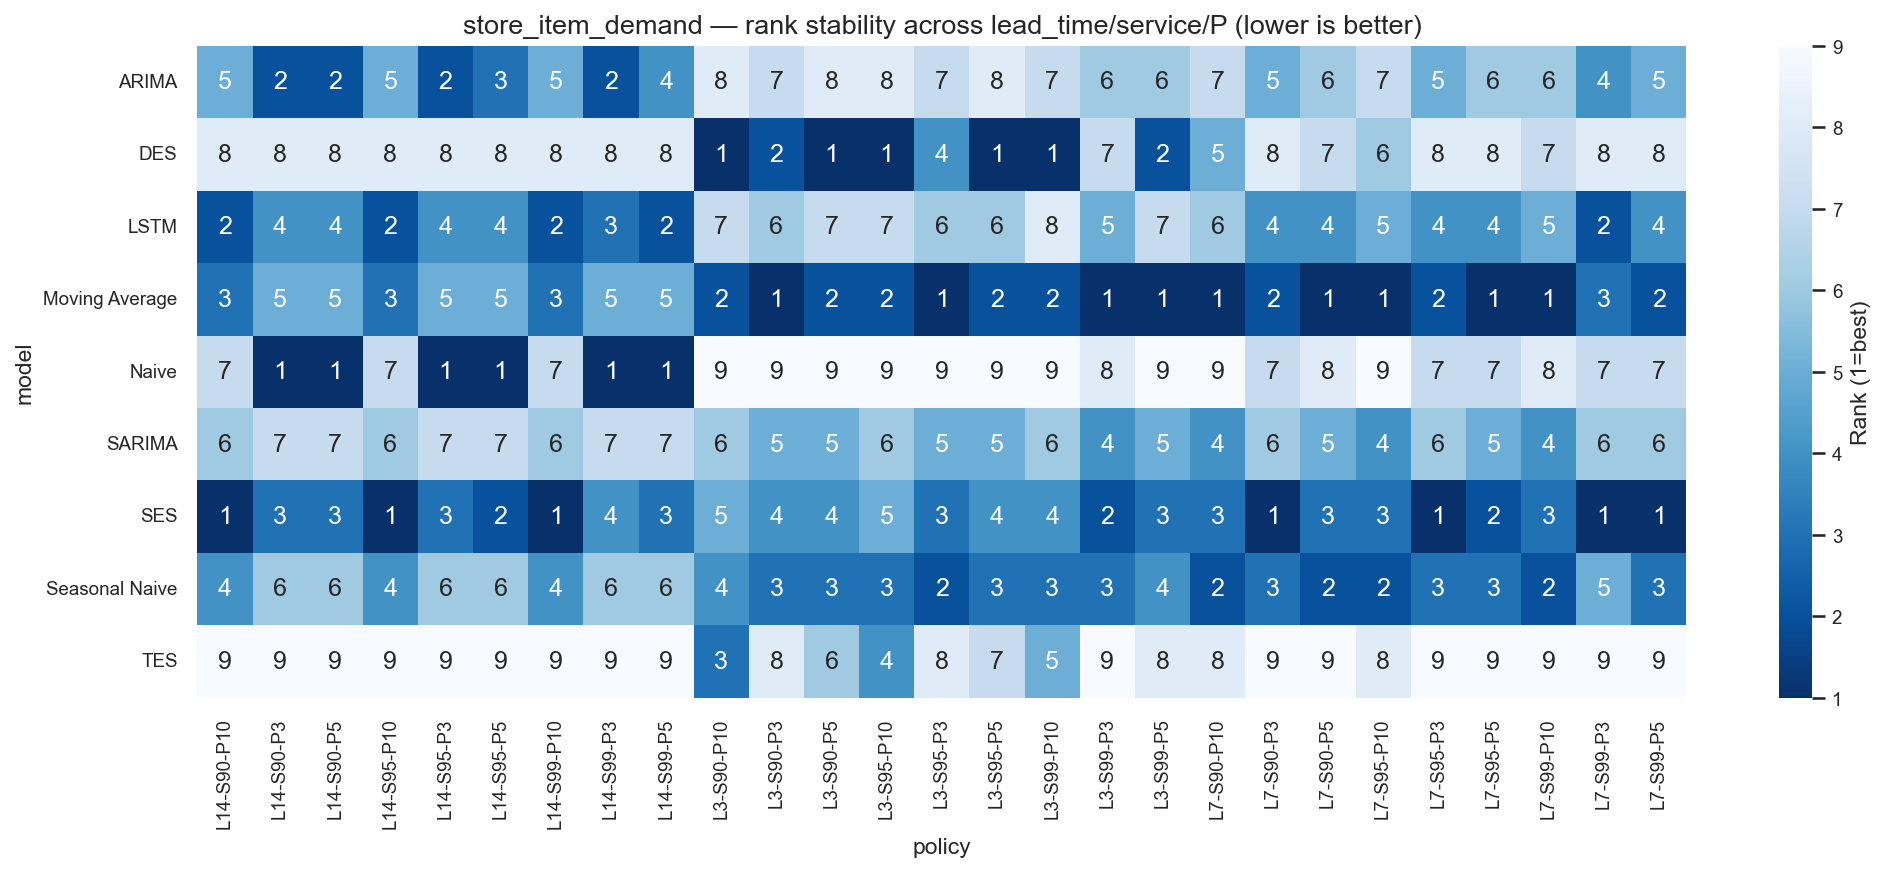 store_item_demand — rank stability across lead_time/service/P (lower is better)
ARIMA 5 2 2 5 2 3 5 2 4 8 7 8 8 7 8 7 6 6 7 5 6 7 5 6 6 4 5
DES 8 8 8 8 8 8 8 8 8 1 2 1 1 4 1 1 7 2 5 8 7 6 8 8 7 8 8
LSTM 2 4 4 2 4 4 2 3 2 7 6 7 7 6 6 8 5 7 6 4 4 5 4 4 5 2 4
Moving Average 3 5 5 3 5 5 3 5 5 2 1 2 2 1 2 2 1 1 1 2 1 1 2 1 1 3 2
Naive 7 1 1 7 1 1 7 1 1 9 9 9 9 9 9 9 8 9 9 7 8 9 7 7 8 7 7
SARIMA 6 7 7 6 7 7 6 7 7 6 5 5 6 5 5 6 4 5 4 6 5 4 6 5 4 6 6
SES 1 3 3 1 3 2 1 4 3 5 4 4 5 3 4 4 2 3 3 1 3 3 1 2 3 1 1
Seasonal Naive 4 6 6 4 6 6 4 6 6 4 3 3 3 2 3 3 3 4 2 3 2 2 3 3 2 5 3
TES 9 9 9 9 9 9 9 9 9 3 8 6 4 8 7 5 9 8 8 9 9 8 9 9 9 9 9
model
L14-S90-P10
L14-S90-P3
L14-S90-P5
L14-S95-P10
L14-S95-P3
L14-S95-P5
L14-S99-P10
L14-S99-P3
L14-S99-P5
L3-S90-P10
L3-S90-P3
L3-S90-P5
L3-S95-P10
L3-S95-P3
L3-S95-P5
L3-S99-P10
L3-S99-P3
L3-S99-P5
L7-S90-P10
L7-S90-P3
L7-S90-P5
L7-S95-P10
L7-S95-P3
L7-S95-P5
L7-S99-P10
L7-S99-P3
L7-S99-P5
policy
9
8
7
6
5
4
3
2
1
Rank (1=best)